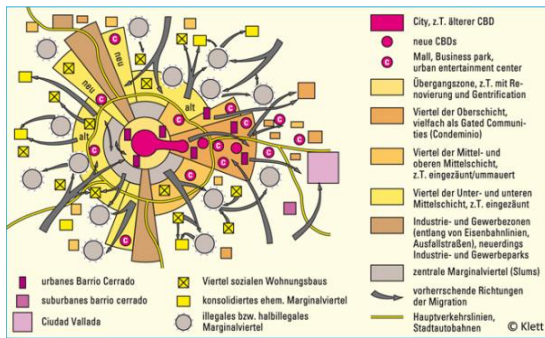 neu
neu
alt
alt
C
C
C
C
C
C
C
C
C
C
City, z.T. älterer CBD
neue CBDs
C
Mall, Business park,
urban entertainment center
Übergangszone, z.T. mit Re-
novierung und Gentrification
Viertel der Oberschicht,
vielfach als Gated Communi-
ties (Condominio)
Viertel der Mittel- und
oberen Mittelschicht,
z.T. eingezäunt/ummauert
Viertel der Unter- und unteren
Mittelschicht, z.T. eingezäunt
Industrie- und Gewerbezonen
(entlang von Eisenbahnlinien,
Ausfallstraßen), neuerdings
Industrie- und Gewerbeparks
zentrale Marginalviertel (Slums)
vorherrschende Richtungen
der Migration
Hauptverkehrslinien,
Stadtautobahnen
urbanes Barrio Cerrado
suburbanes barrio cerrado
Ciudad Vallada
Viertel sozialen Wohnungsbaus
konsolidiertes ehem. Marginalviertel
illegales bzw. halbillegales
Marginalviertel
© Klett